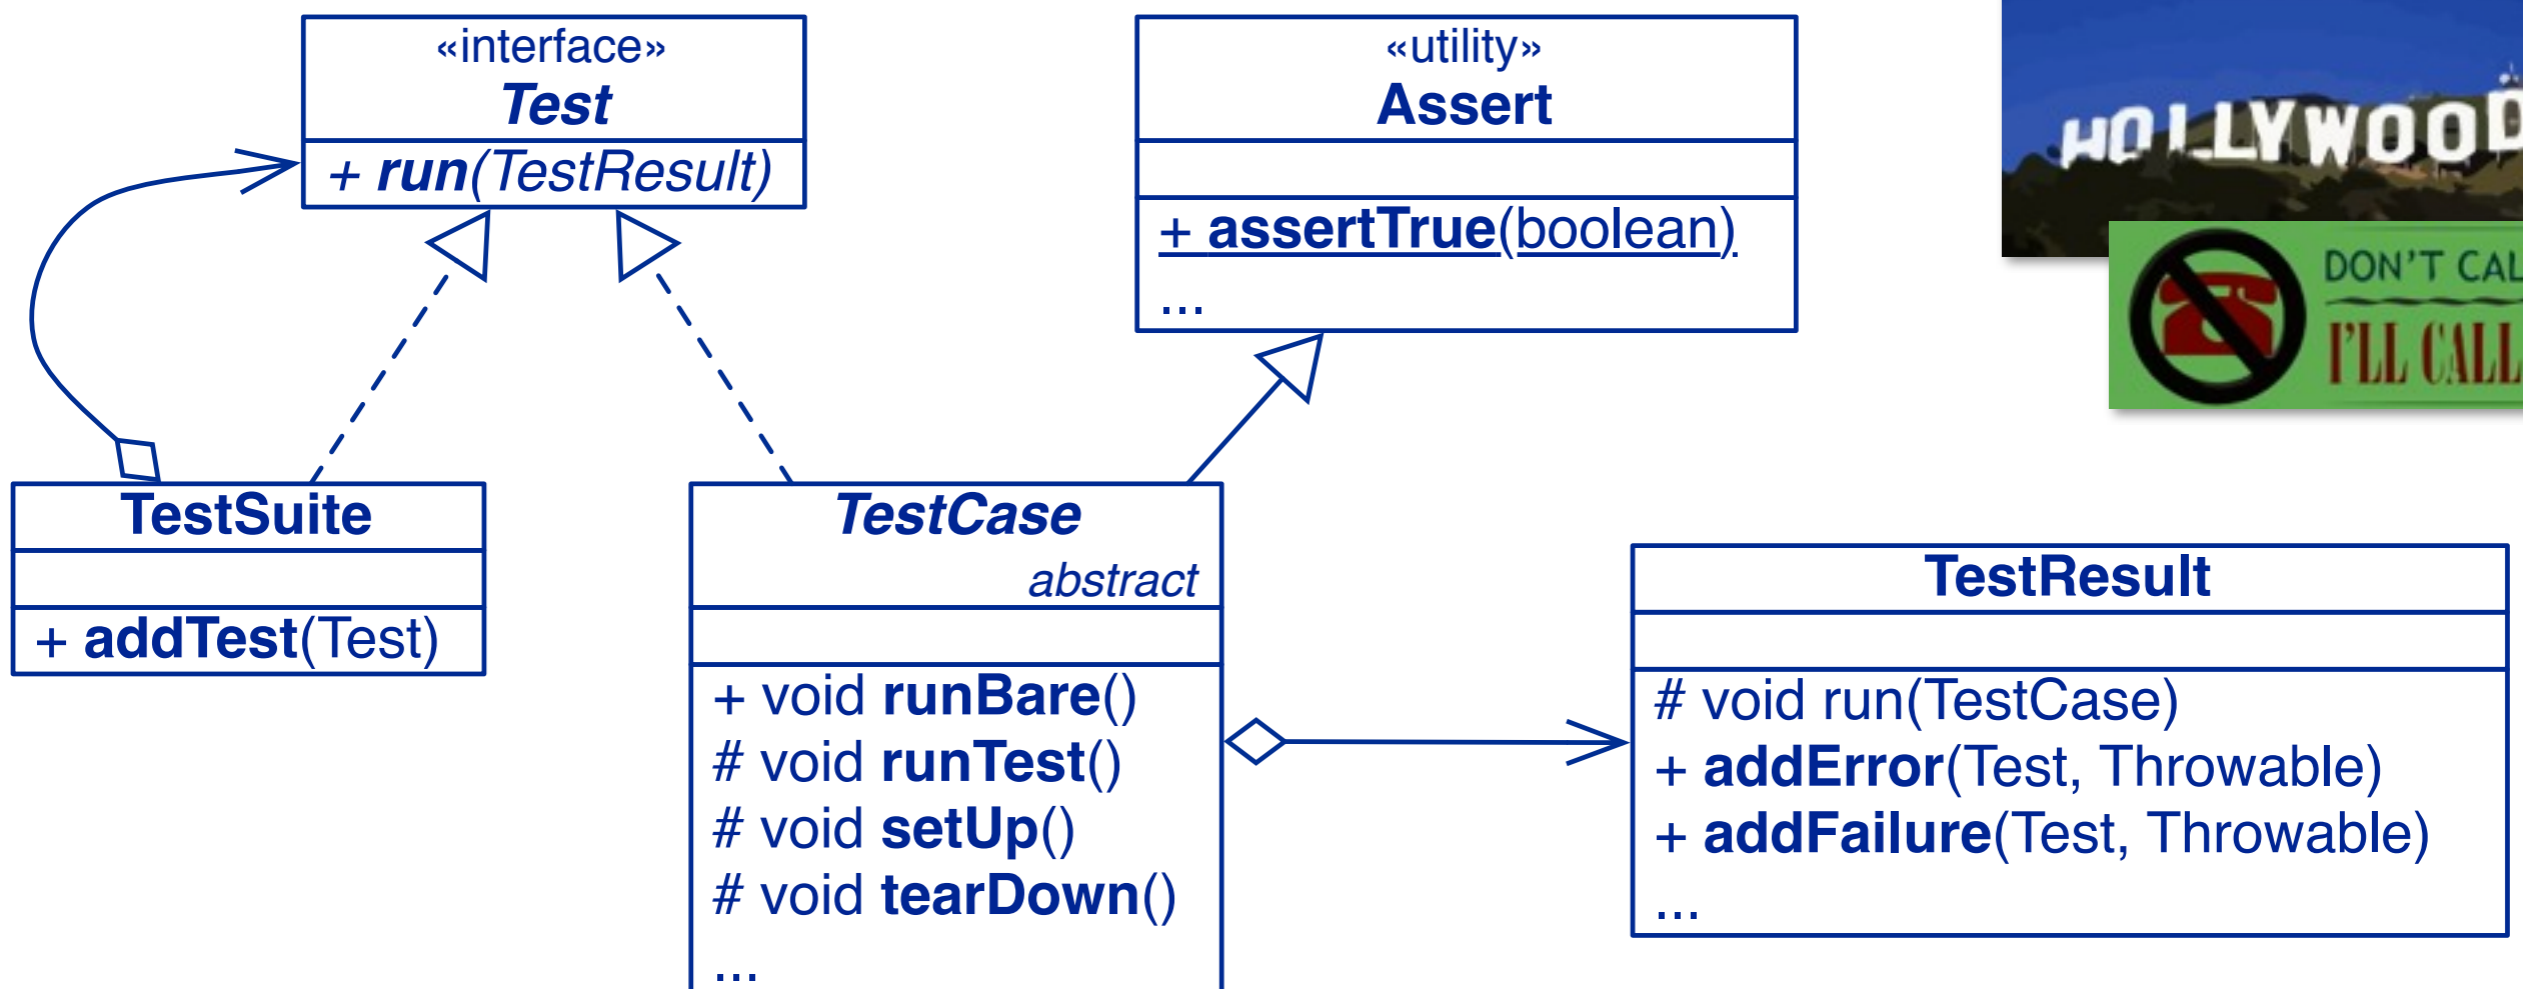 «interface»
Test
+ run(TestResult)
«utility»
Assert
+ assertTrue(boolean)
...
HOLLYWOOD
DON'T CAL
I'LL CALL
TestSuite
+ addTest(Test)
TestCase
abstract
+ void runBare()
# void runTest()
# void setUp()
# void tearDown()
...
TestResult
# void run(TestCase)
+ addError(Test, Throwable)
+ addFailure(Test, Throwable)
...